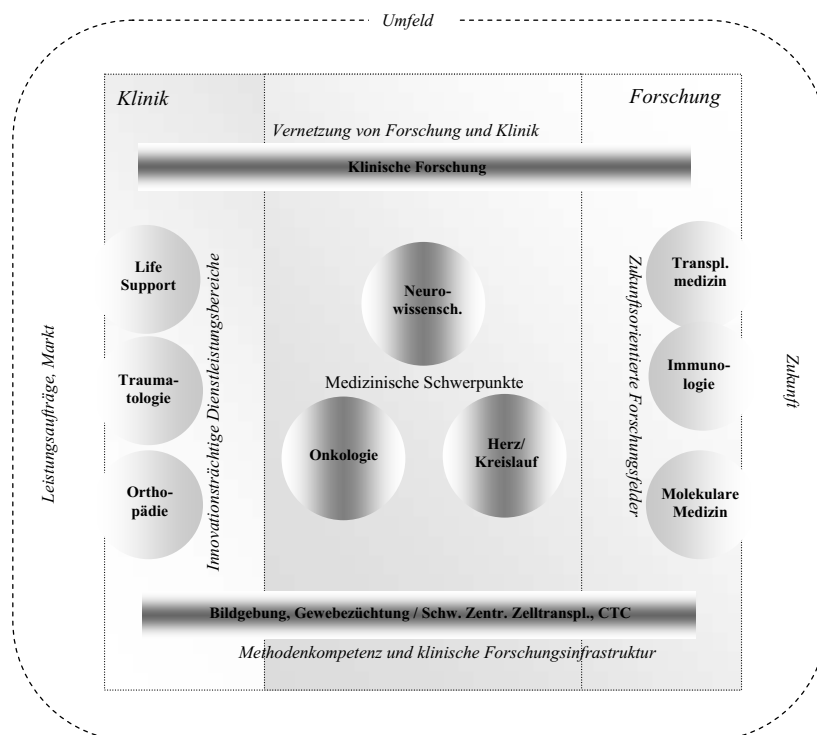 Umfeld
Klinik
Forschung
Vernetzung von Forschung und Klinik
Klinische Forschung
Leistungsaufträge, Markt
Life
Support
Trauma-
tologie
Ortho-
pädie
Innovationsträchtige Dienstleistungsbereiche
Neuro-
wissensch.
Medizinische Schwerpunkte
Onkologie
Herz/
Kreislauf
Zukunftsorientierte Forschungsfelder
Transpl.
medizin
Immuno-
logie
Molekulare
Medizin
Zukunft
Bildgebung, Gewebezüchtung / Schw. Zentr. Zelltranspl., CTC
Methodenkompetenz und klinische Forschungsinfrastruktur